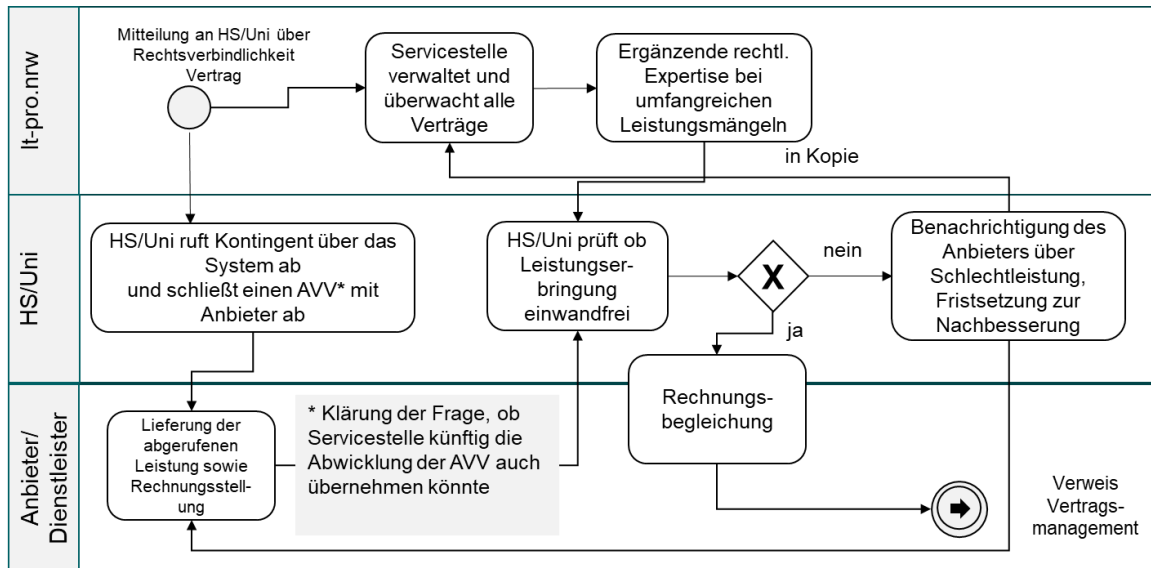 It-pro.nrw
Mitteilung an HS/Uni über
Rechtsverbindlichkeit
Vertrag
Servicestelle
verwaltet und
überwacht alle
Verträge
Ergänzende rechtl.
Expertise bei
umfangreichen
Leistungsmängeln
in Kopie
HS/Uni
HS/Uni ruft Kontingent über das
System ab
und schließt einen AVV* mit
Anbieter ab
HS/Uni prüft ob
Leistungser-
bringung
einwandfrei
X
nein
ja
Benachrichtigung des
Anbieters über
Schlechtleistung,
Fristsetzung zur
Nachbesserung
Rechnungs-
begleichung
Anbieter/
Dienstleister
Lieferung der
abgerufenen
Leistung sowie
Rechnungsstel-
lung
* Klärung der Frage, ob
Servicestelle künftig die
Abwicklung der AVV auch
übernehmen könnte
Verweis
Vertrags-
management